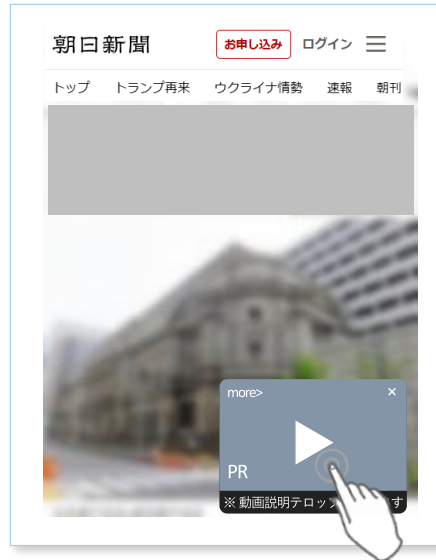 朝日新聞
お申し込み
ログイン
トップ
トランプ再来
ウクライナ情勢
速報
朝刊
more>
×
PR
※ 動画説明テロッ
す